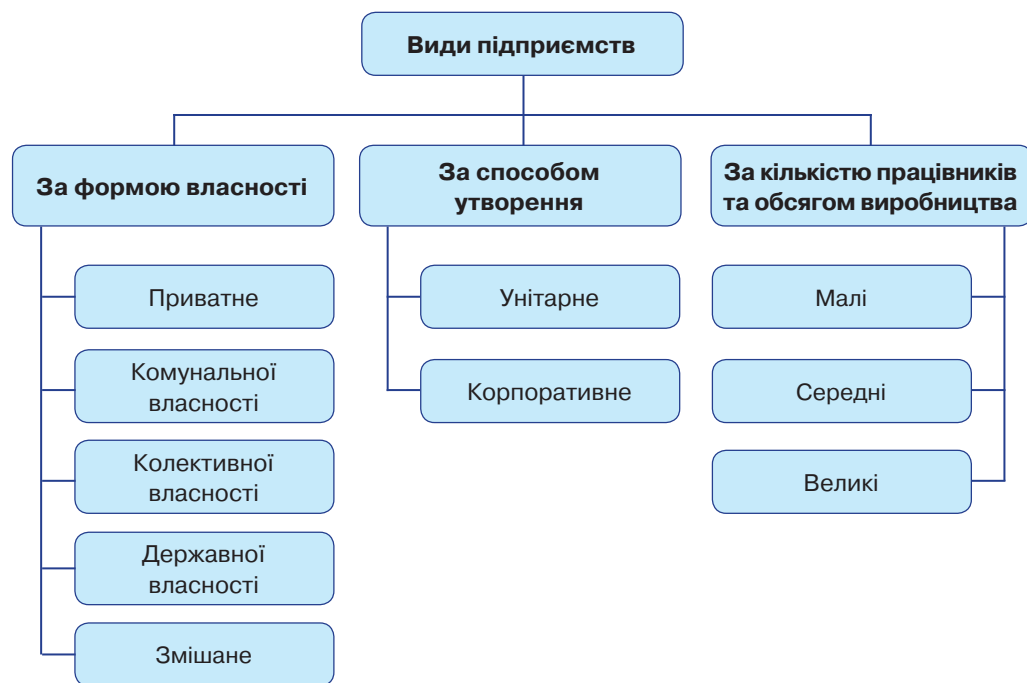 Види підприємств
За формою власності
Приватне
Комунальної
власності
Колективної
власності
Державної
власності
Змішане
За способом
утворення
Унітарне
Корпоративне
За кількістю працівників
та обсягом виробництва
Малі
Середні
Великі